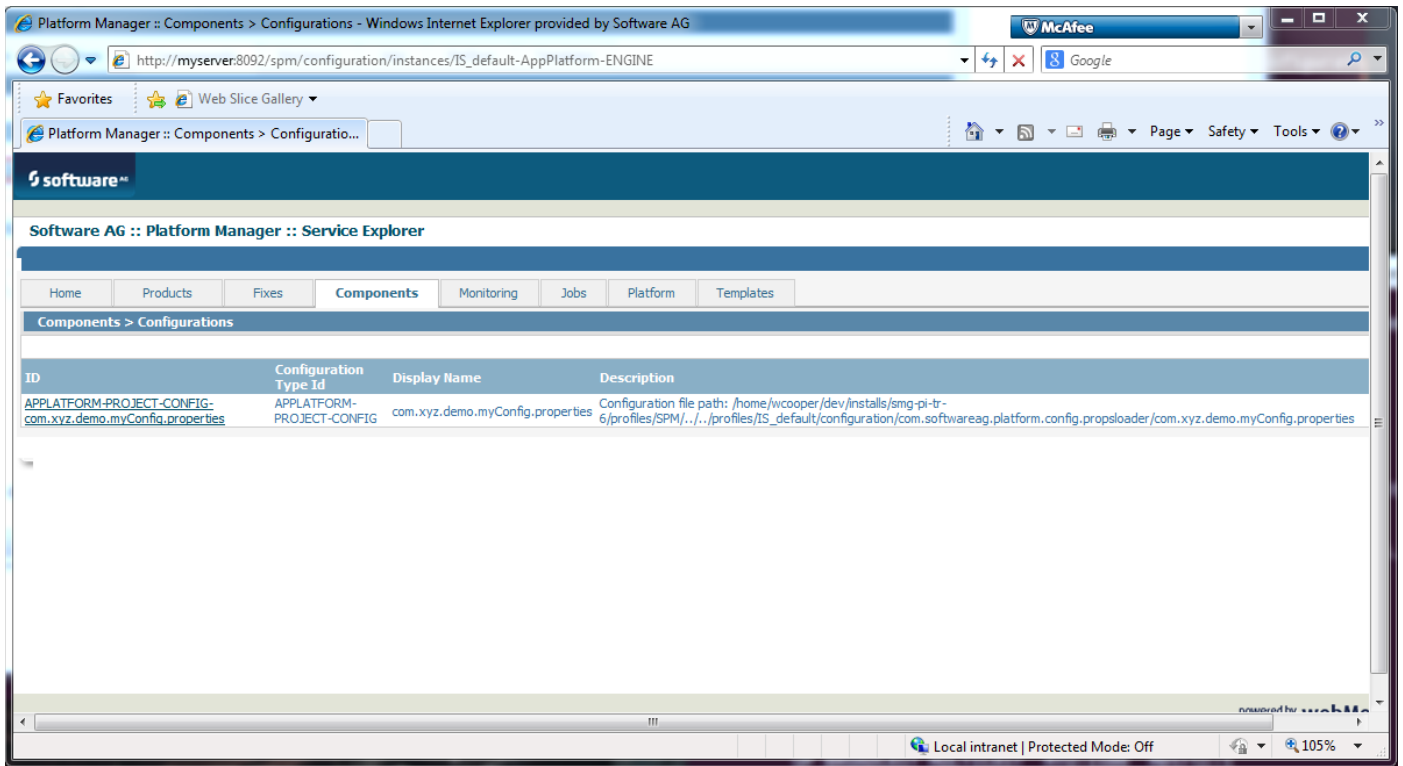 Platform Manager :: Components > Configurations - Windows Internet Explorer provided by Software AG
McAfee
http://myserver:8092/spm/configuration/instances/IS_default-AppPlatform-ENGINE
Google
Favorites
Web Slice Gallery
Platform Manager :: Components > Configuratio...
Page
Safety
Tools
software AG
Software AG :: Platform Manager :: Service Explorer
Home
Products
Fixes
Components
Monitoring
Jobs
Platform
Templates
Components > Configurations
ID
Configuration
Type Id
Display Name
Description
APPLATFORM-PROJECT-CONFIG-
com.xyz.demo.myConfig.properties
APPLATFORM-
PROJECT-CONFIG
com.xyz.demo.myConfig.properties
Configuration file path: /home/wcooper/dev/installs/smg-pi-tr-
6/profiles/SPM/../../profiles/IS_default/configuration/com.softwareag.platform.config.propsloader/com.xyz.demo.myConfig.properties
Local intranet | Protected Mode: Off
105%